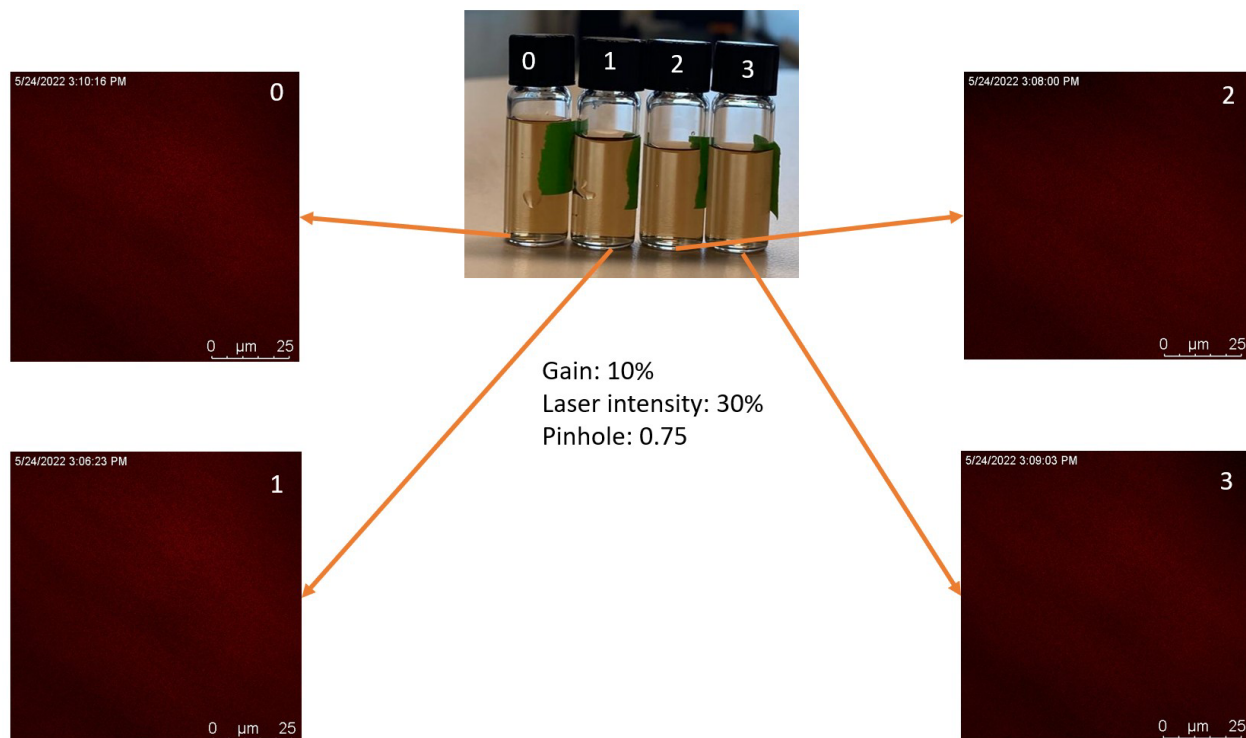 0 1 2 3
5/24/2022 3:10:16 PM
0
0 µm 25
5/24/2022 3:08:00 PM
2
0 µm 25
Gain: 10%
Laser intensity: 30%
Pinhole: 0.75
5/24/2022 3:06:23 PM
1
0 µm 25
5/24/2022 3:09:03 PM
3
0 µm 25